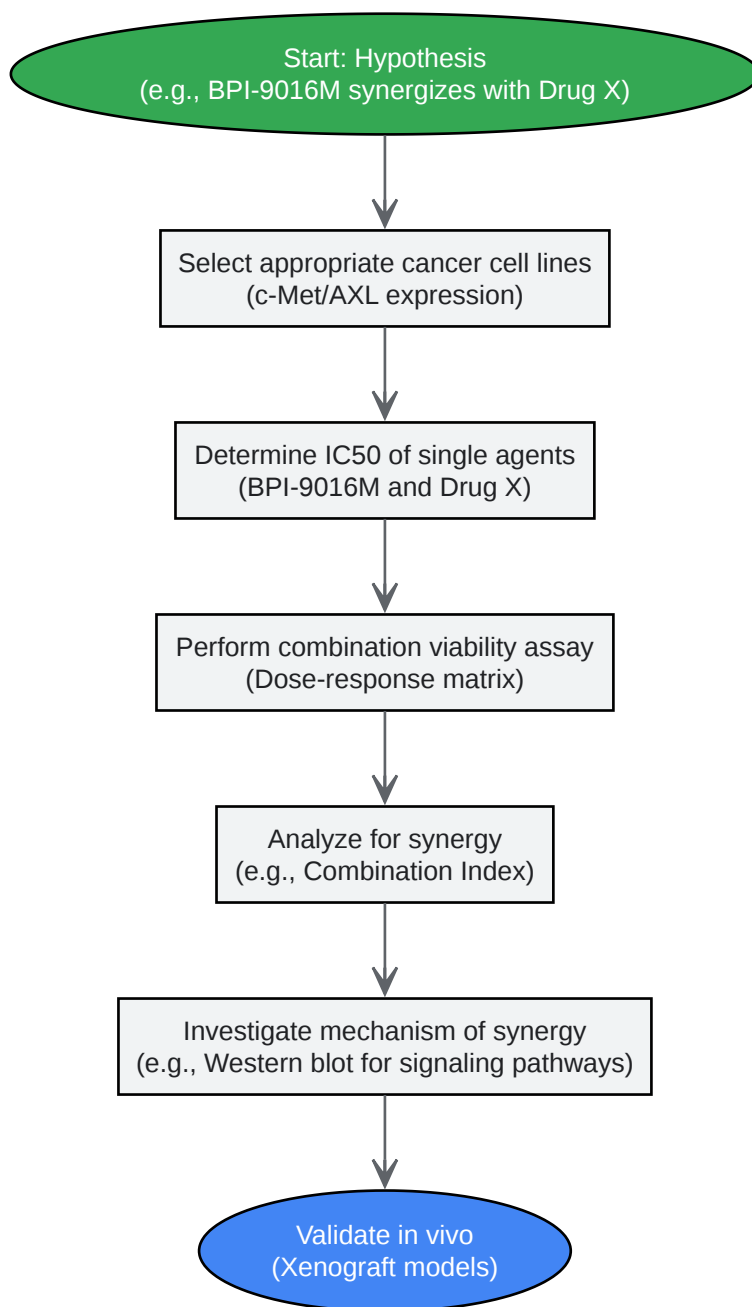 Start: Hypothesis
(e.g., BPI-9016M synergizes with Drug X)
Select appropriate cancer cell lines
(c-Met/AXL expression)
Determine IC50 of single agents
(BPI-9016M and Drug X)
Perform combination viability assay
(Dose-response matrix)
Analyze for synergy
(e.g., Combination Index)
Investigate mechanism of synergy
(e.g., Western blot for signaling pathways)
Validate in vivo
(Xenograft models)